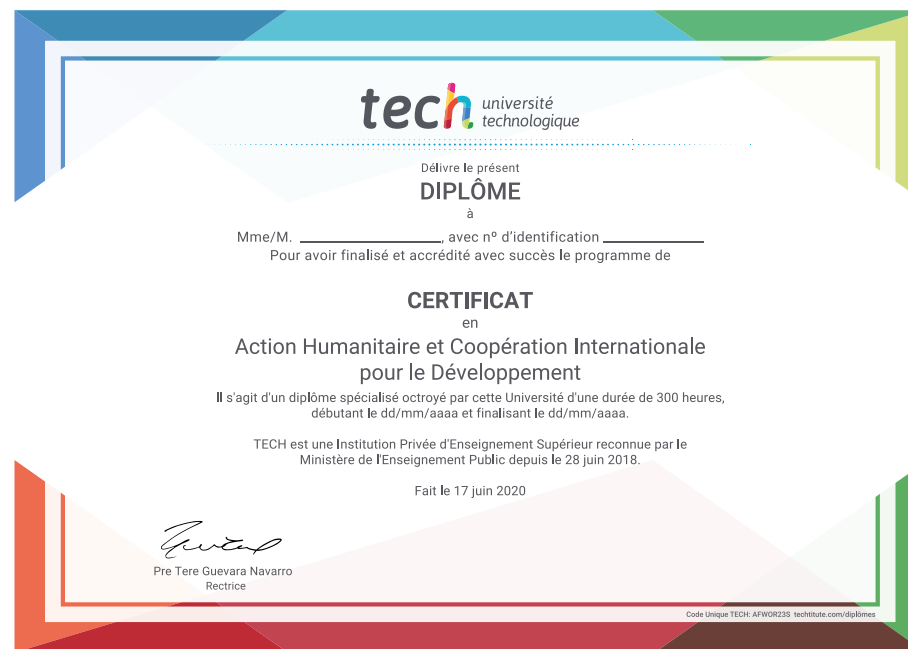 tech université
technologique
Délivre le présent
DIPLÔME
à
Mme/M. ____________________, avec nº d'identification ______________
Pour avoir finalisé et accrédité avec succès le programme de
CERTIFICAT
en
Action Humanitaire et Coopération Internationale
pour le Développement
Il s'agit d'un diplôme spécialisé octroyé par cette Université d'une durée de 300 heures,
débutant le dd/mm/aaaa et finalisant le dd/mm/aaaa.
TECH est une Institution Privée d'Enseignement Supérieur reconnue par le
Ministère de l'Enseignement Public depuis le 28 juin 2018.
Fait le 17 juin 2020
Pre Tere Guevara Navarro
Rectrice
Code Unique TECH: AFWOR23S techtitute.com/diplômes